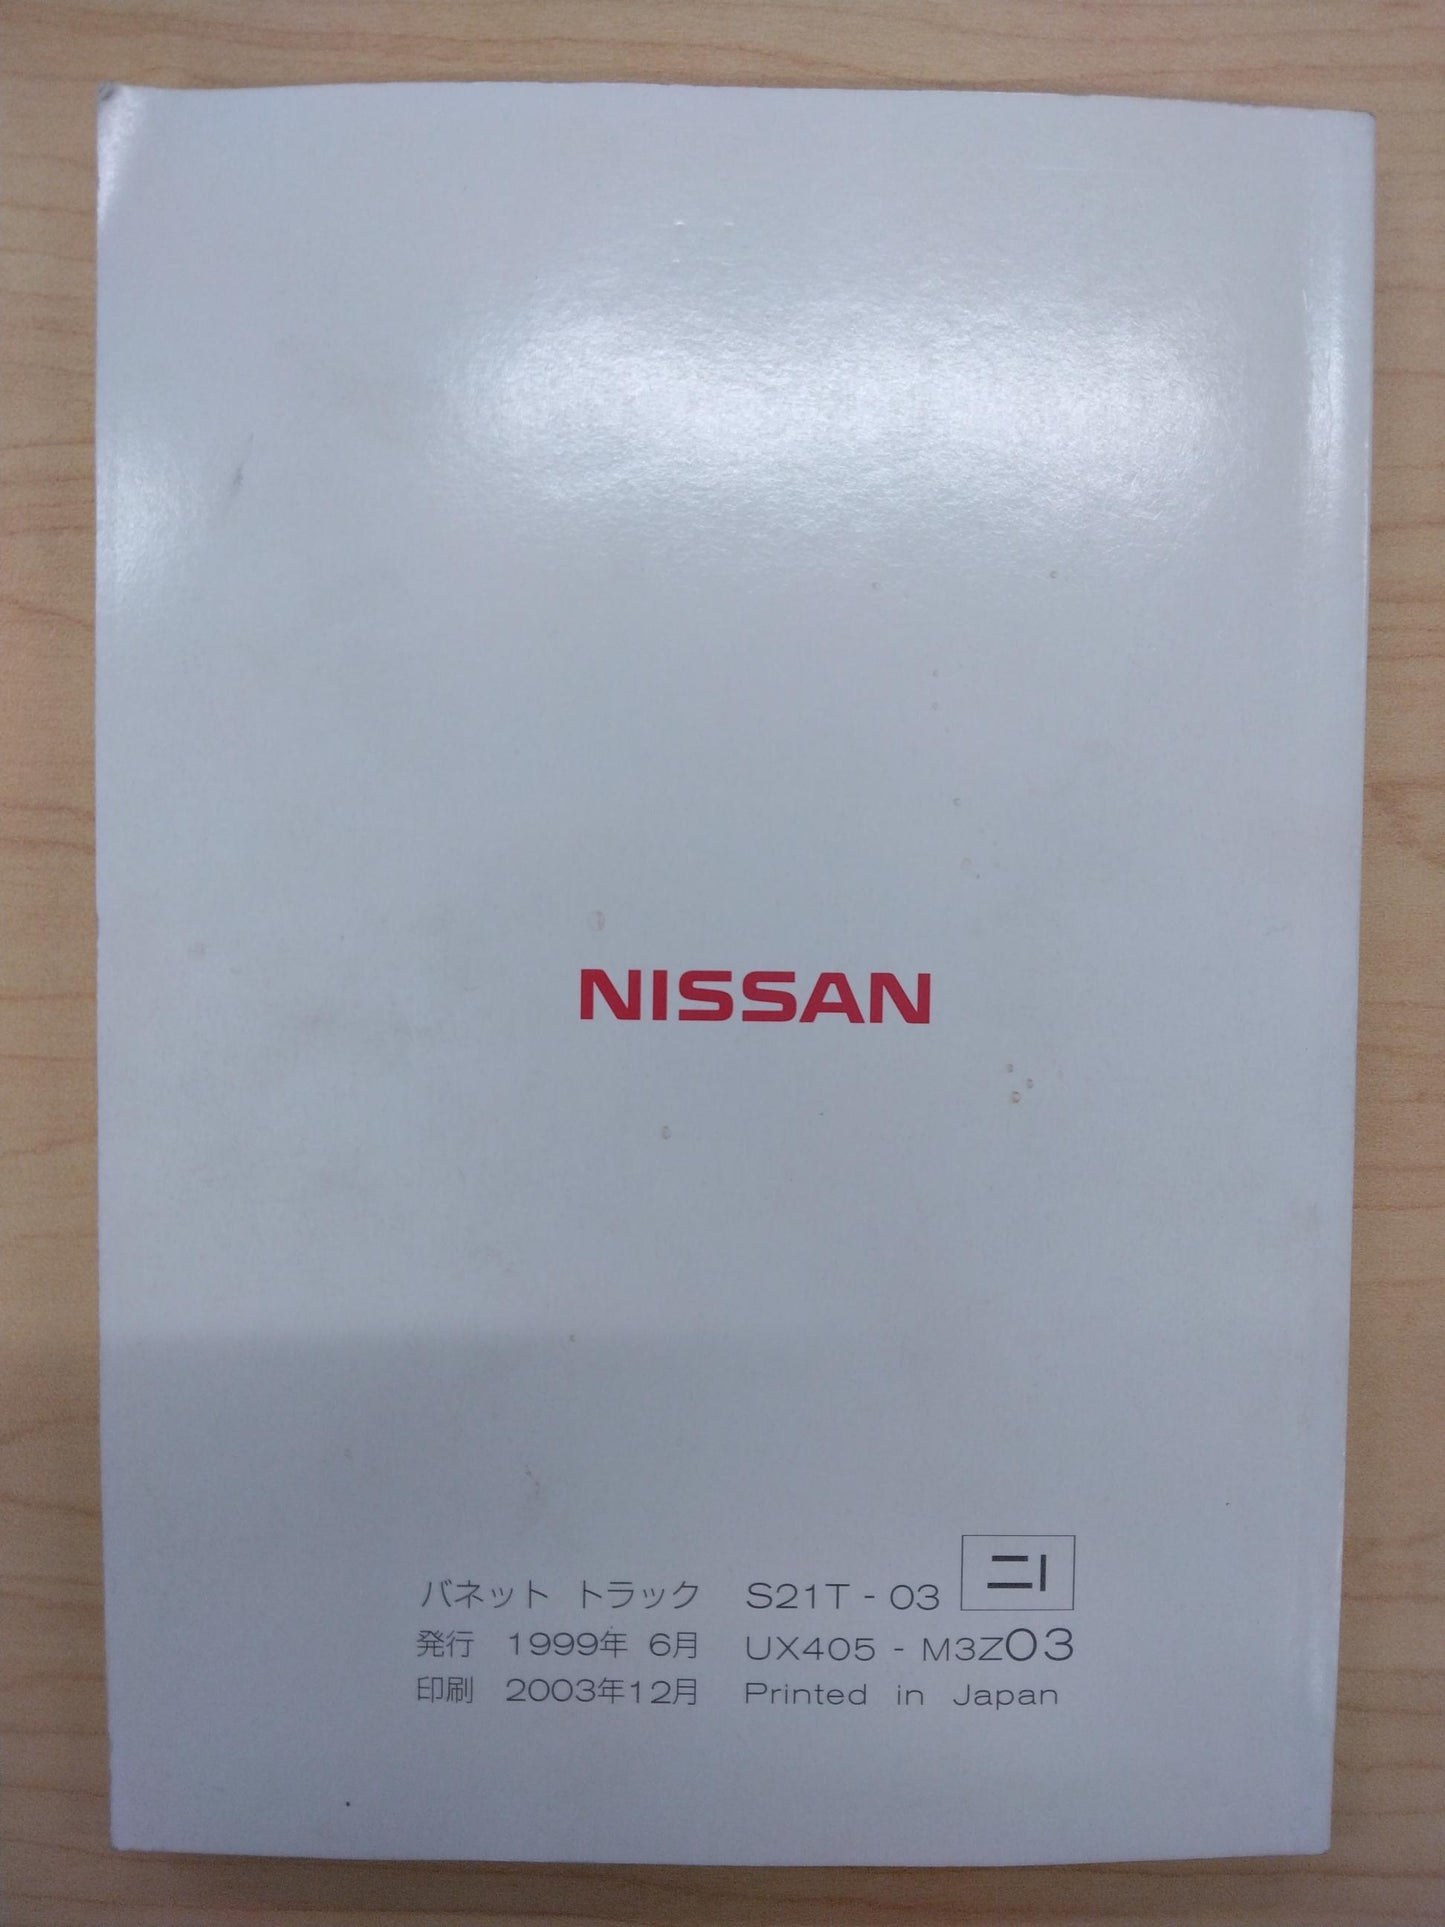 NISSAN
バネット トラック S21T - 03 ニI
発行 1999年 6月 UX405 - M3Z03
印刷 2003年12月 Printed in Japan